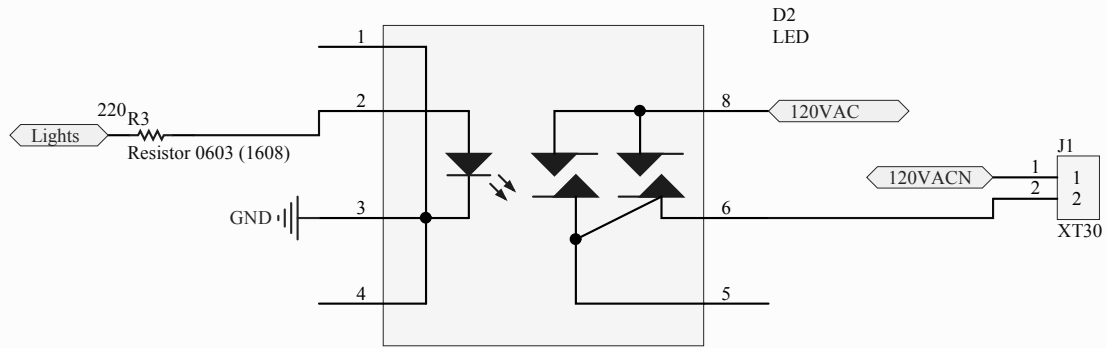 D2
LED
1
2
220
R3
Lights
Resistor 0603 (1608)
GND
3
4
8
120VAC
120VACN
J1
1
1
2
2
XT30
6
5